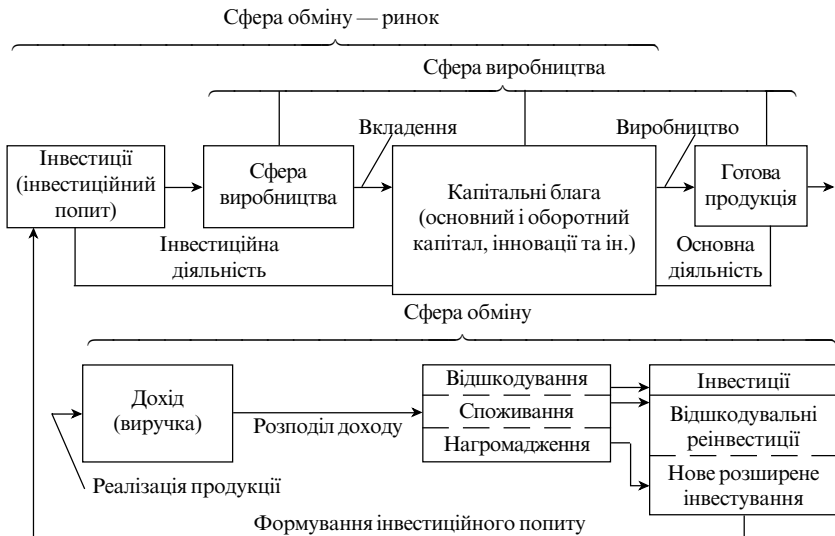 Сфера обміну — ринок
Сфера виробництва
Вкладення
Виробництво
Інвестиції
(інвестиційний
попит)
Сфера
виробництва
Капітальні блага
(основний і оборотний
капітал, інновації та ін.)
Готова
продукція
Інвестиційна
діяльність
Основна
діяльність
Сфера обміну
Дохід
(виручка)
Розподіл доходу
Відшкодування
Споживання
Нагромадження
Інвестиції
Відшкодувальні
реінвестиції
Нове розширене
інвестування
Реалізація продукції
Формування інвестиційного попиту